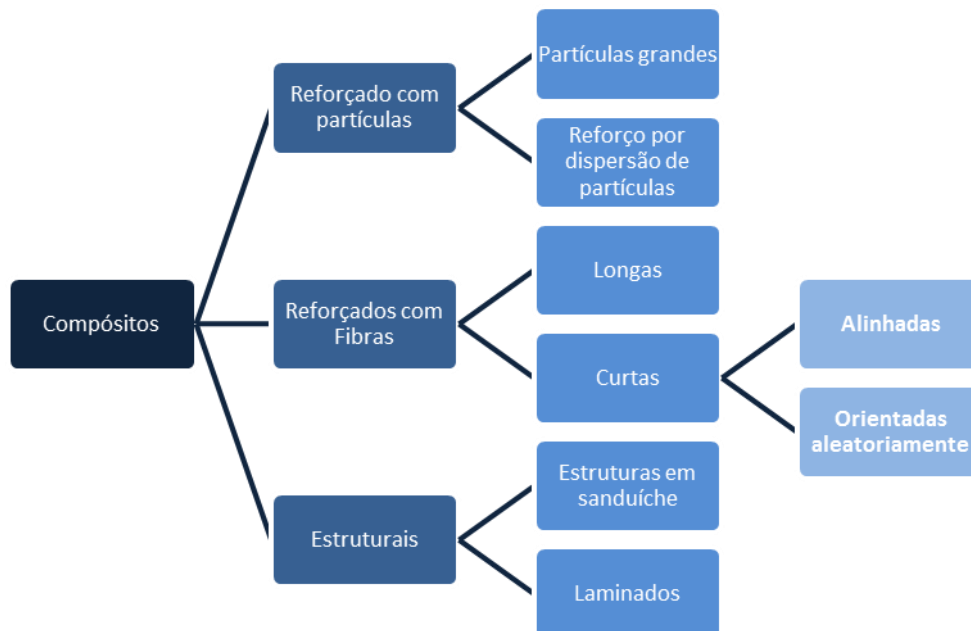 Partículas grandes
Reforçado com
partículas
Reforço por
dispersão de
partículas
Longas
Compósitos
Reforçados com
Fibras
Alinhadas
Curtas
Orientadas
aleatoriamente
Estruturas em
sanduíche
Estruturais
Laminados